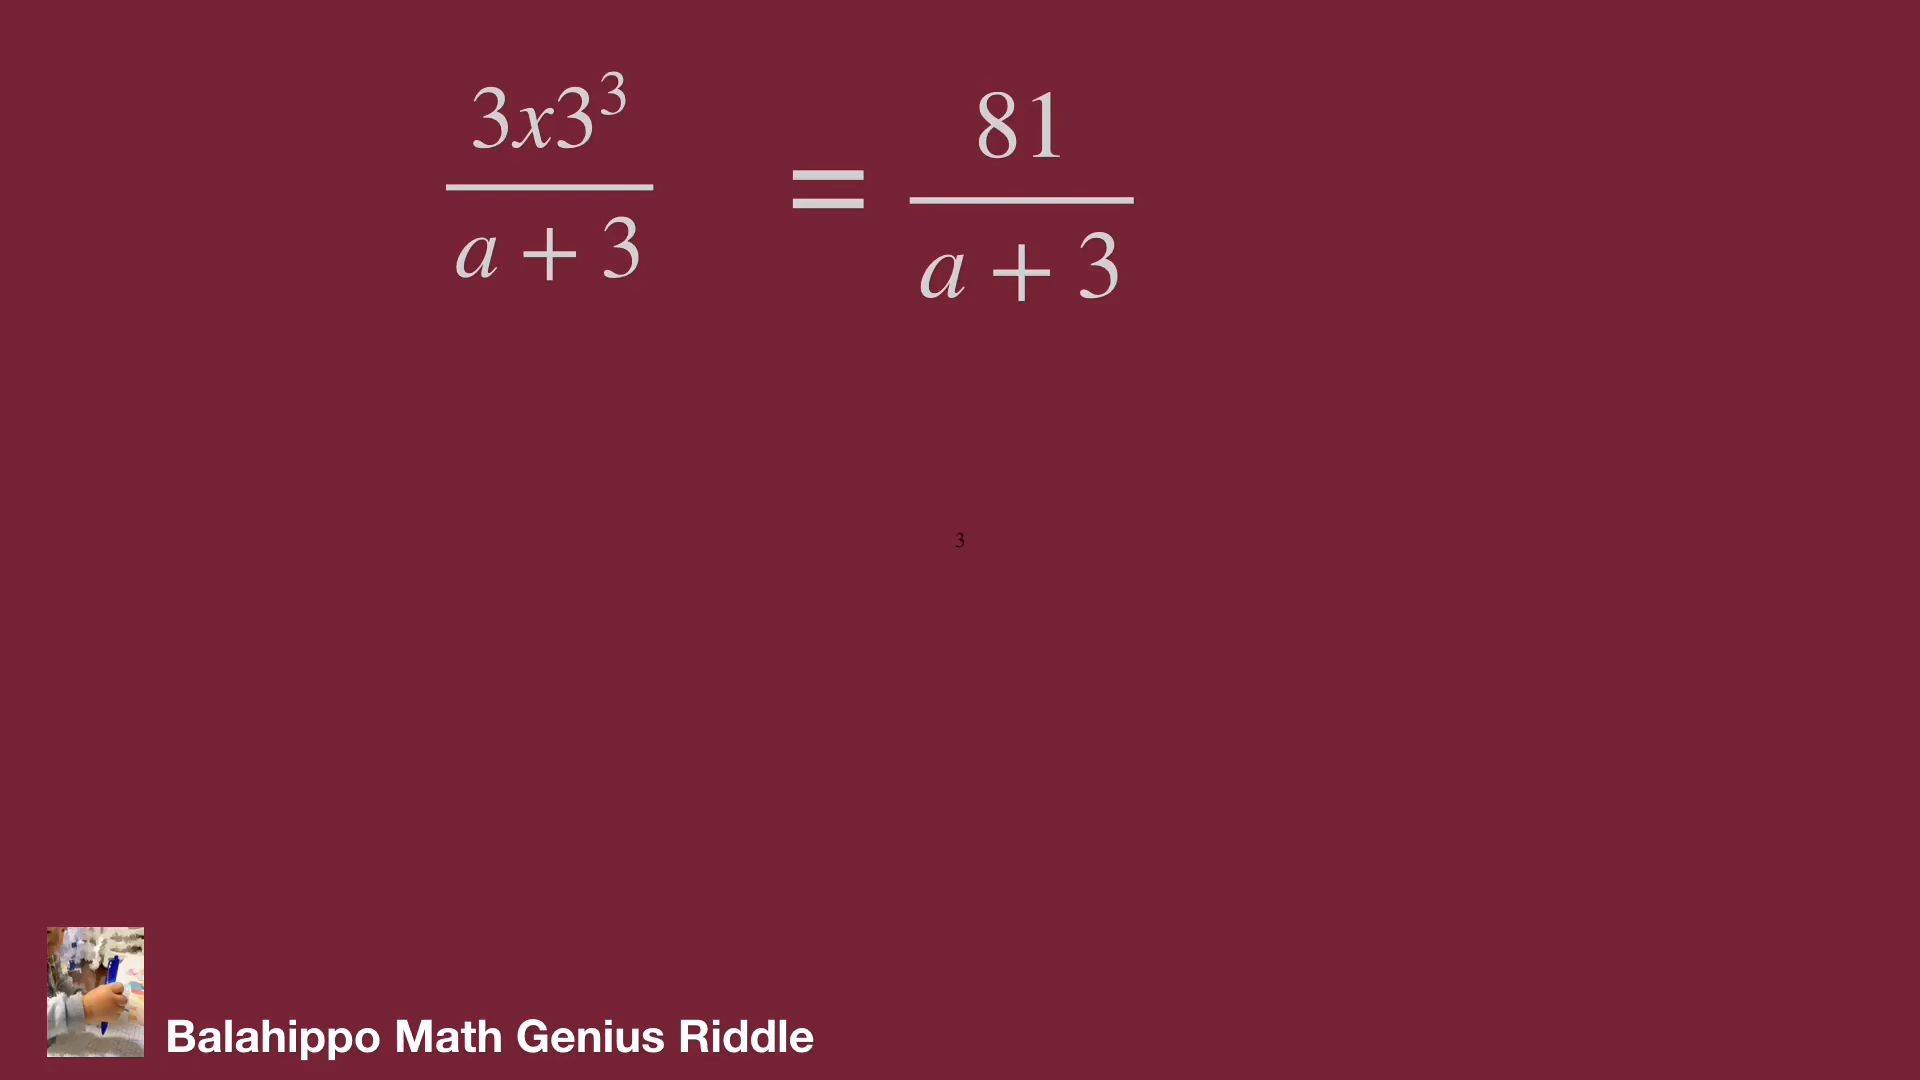 3x3³ / a + 3 = 81 / a + 3
3
Balahippo Math Genius Riddle